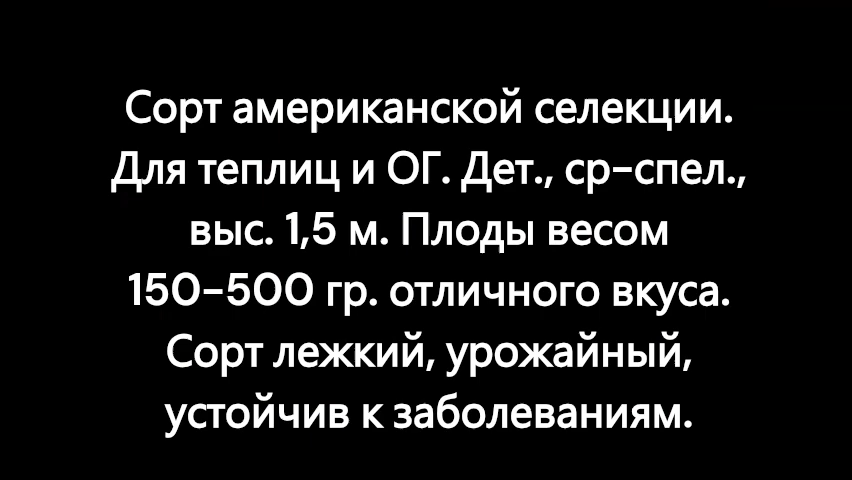 Сорт американской селекции.
Для теплиц и ОГ. Дет., ср-спел.,
выс. 1,5 м. Плоды весом
150-500 гр. отличного вкуса.
Сорт лежкий, урожайный,
устойчив к заболеваниям.